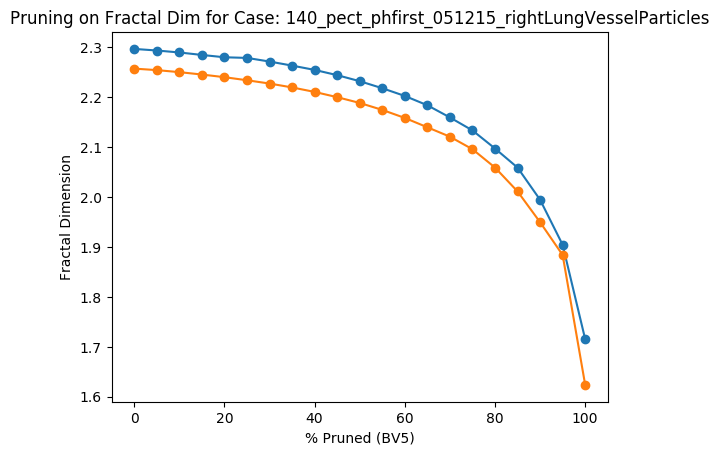 Pruning on Fractal Dim for Case: 140_pect_phfirst_051215_rightLungVesselParticles
2.3
2.2
2.1
2.0
1.9
1.8
1.7
1.6
Fractal Dimension
0 20 40 60 80 100
% Pruned (BV5)